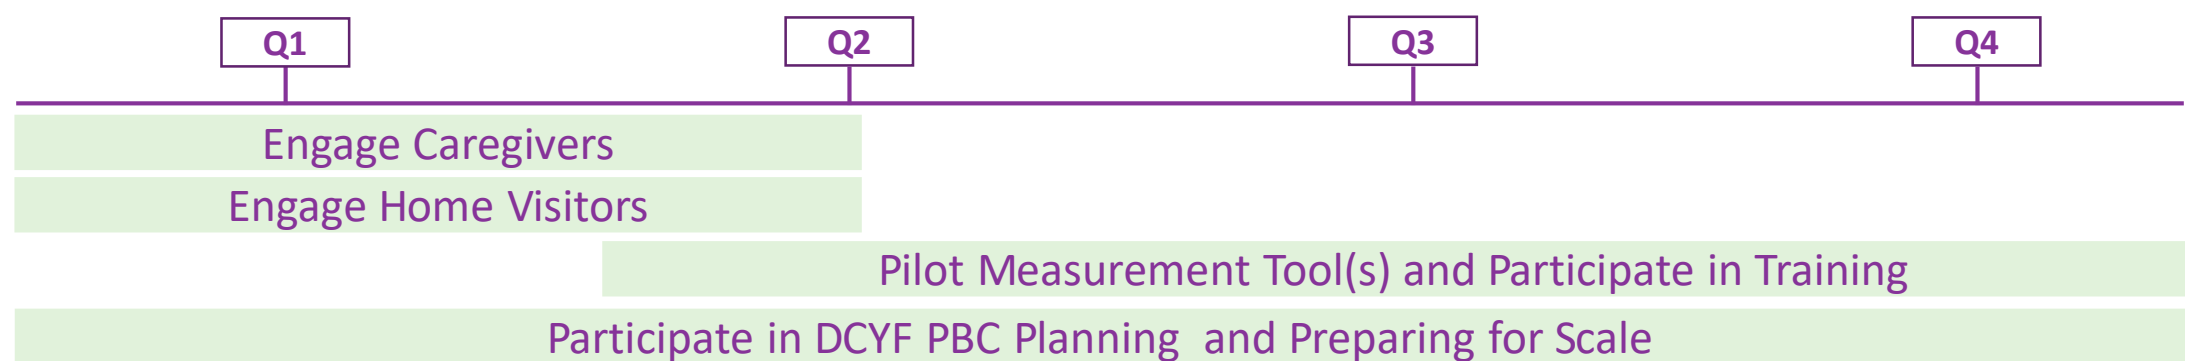 Q1 Q2 Q3 Q4
Engage Caregivers
Engage Home Visitors
Pilot Measurement Tool(s) and Participate in Training
Participate in DCYF PBC Planning  and Preparing for Scale